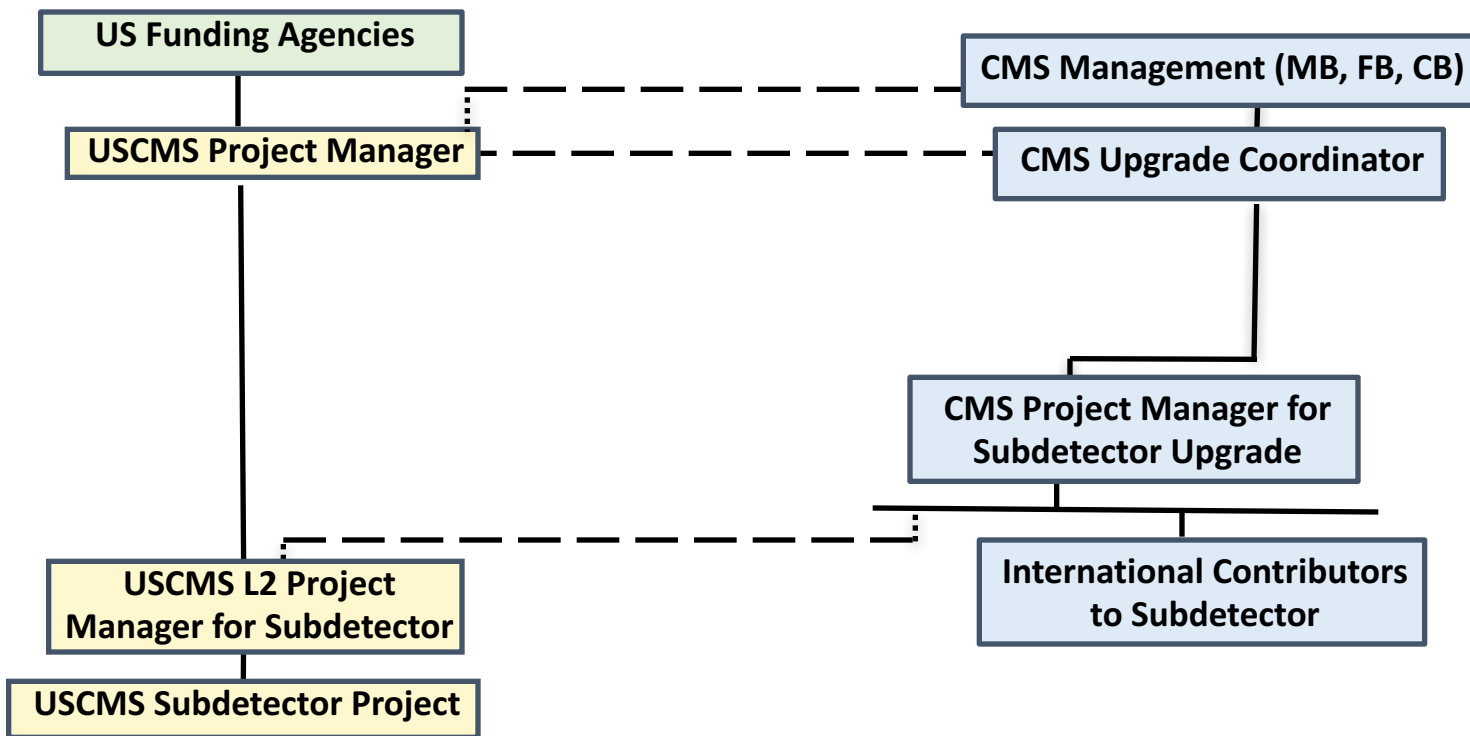 US Funding Agencies
CMS Management (MB, FB, CB)
USCMS Project Manager
CMS Upgrade Coordinator
CMS Project Manager for
Subdetector Upgrade
USCMS L2 Project
Manager for Subdetector
International Contributors
to Subdetector
USCMS Subdetector Project